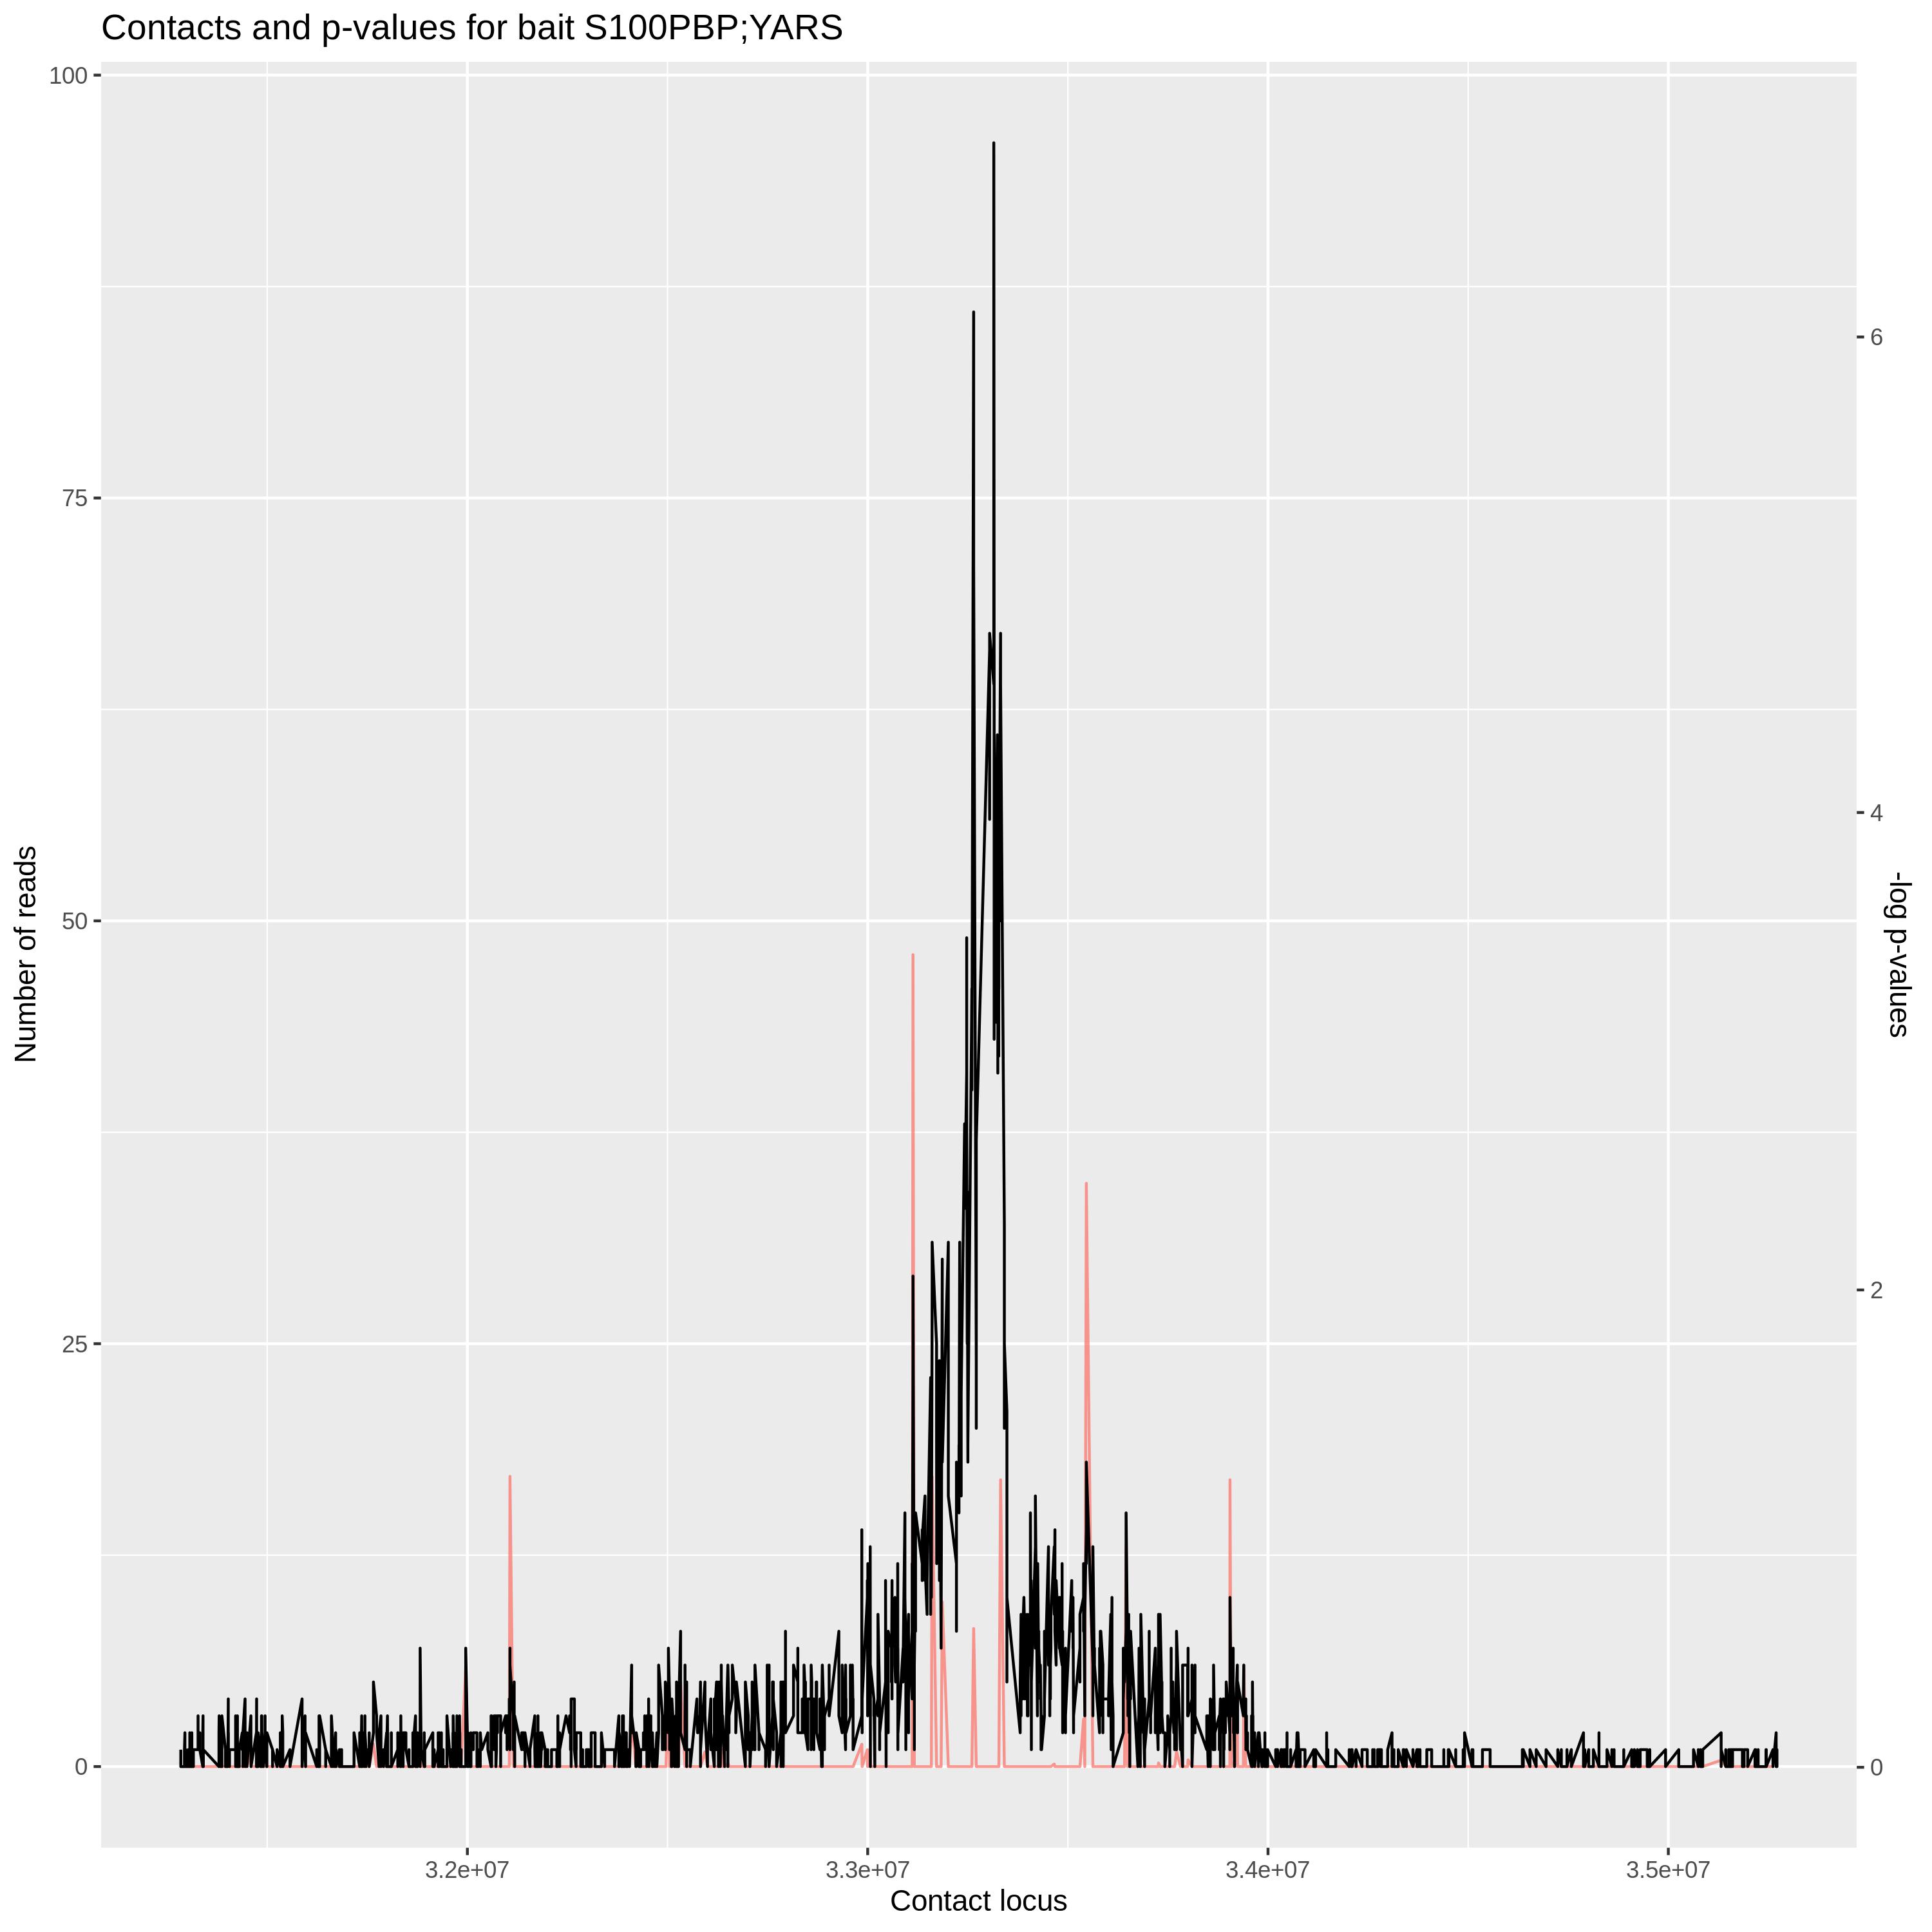 Contacts and p-values for bait S100PBP;YARS
100
75
50
25
0
Number of reads
6
4
2
0
-log p-values
3.2e+07
3.3e+07
3.4e+07
3.5e+07
Contact locus